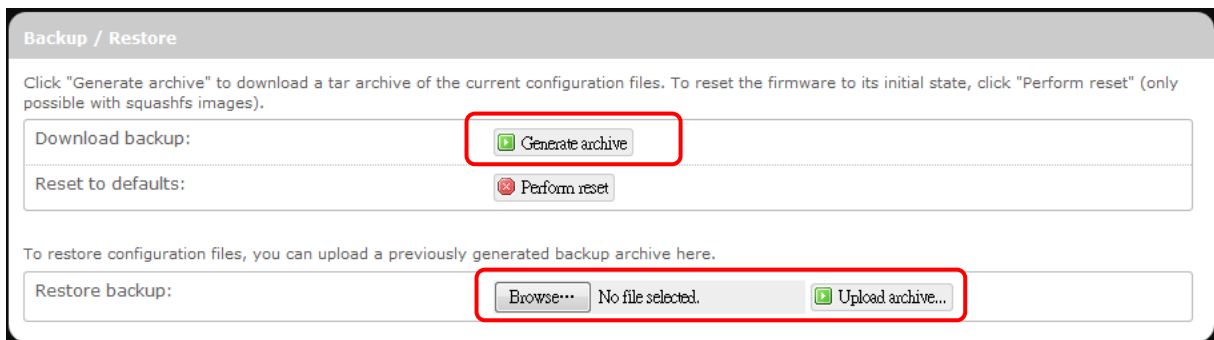 Backup / Restore
Click "Generate archive" to download a tar archive of the current configuration files. To reset the firmware to its initial state, click "Perform reset" (only
possible with squashfs images).
Download backup:
Generate archive
Reset to defaults:
Perform reset
To restore configuration files, you can upload a previously generated backup archive here.
Restore backup:
Browse··· No file selected. Upload archive...